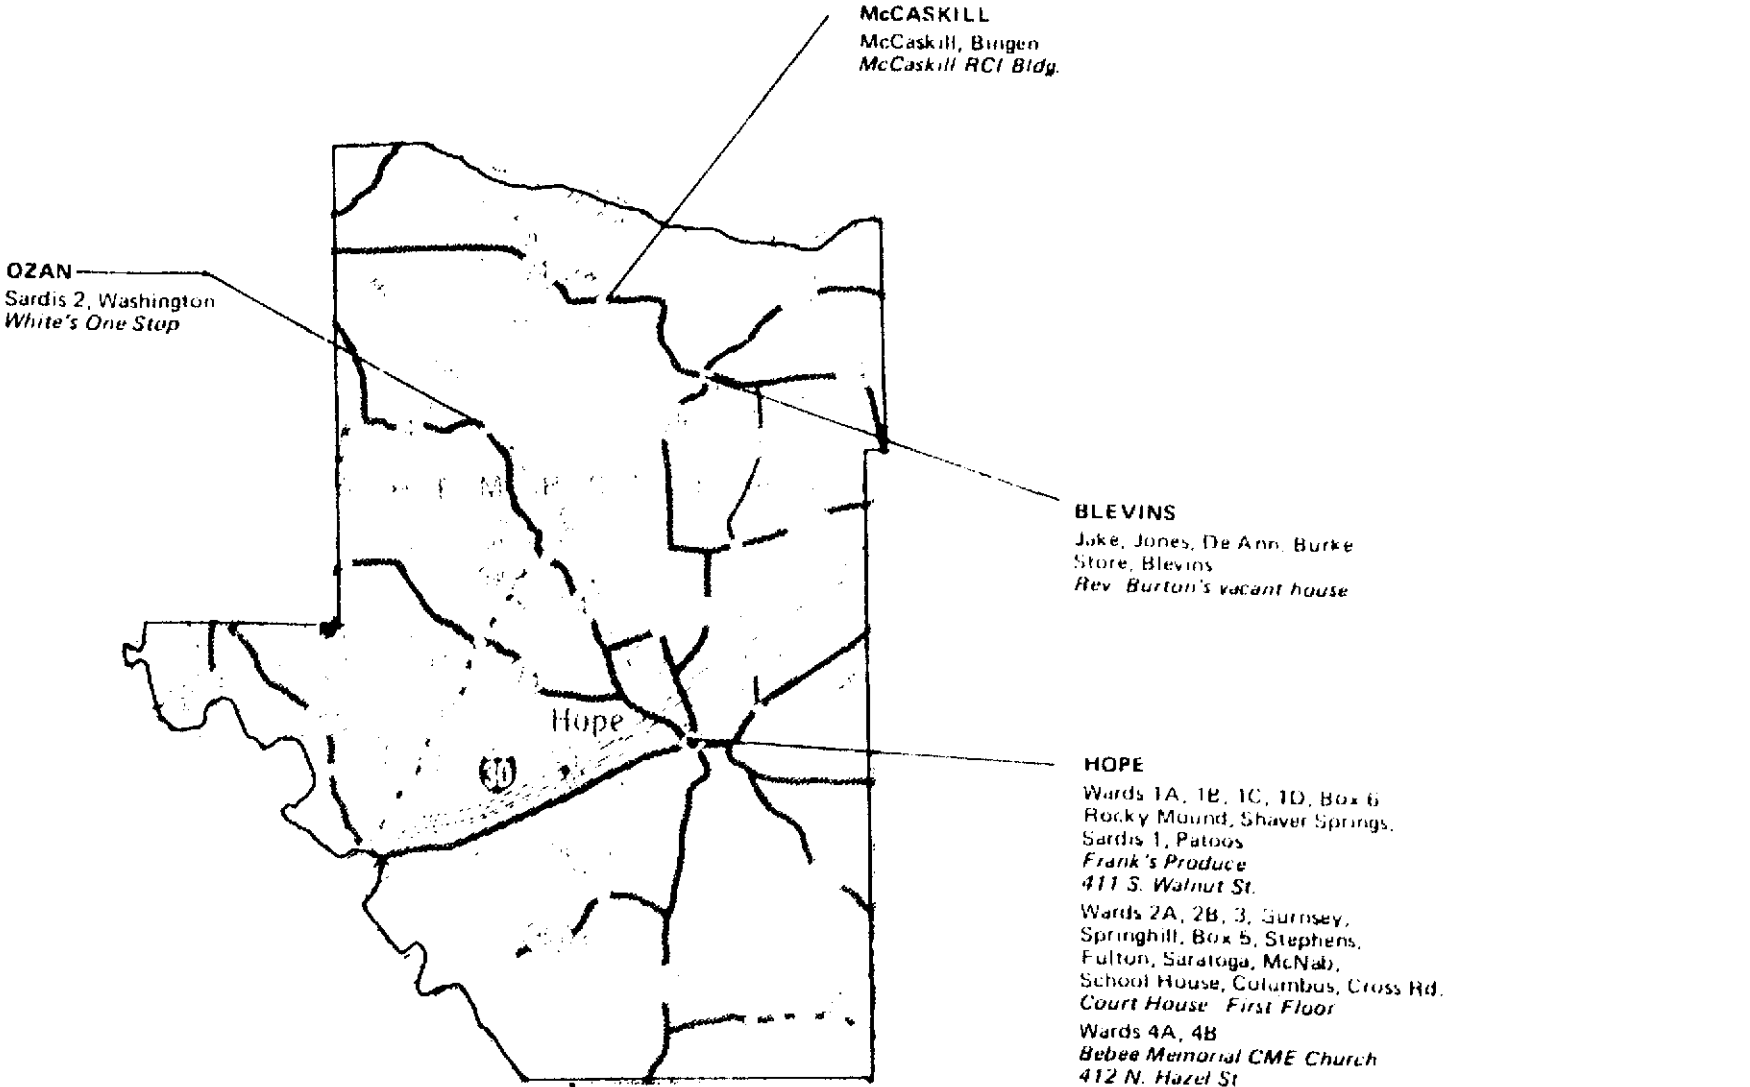 McCASKILL
McCaskill, Bingen
McCaskill RCI Bldg.
OZAN
Sardis 2, Washington
White's One Stop
BLEVINS
Jake, Jones, De Ann, Burke
Store, Blevins
Rev. Burton's vacant house
Hope
30
HOPE
Wards 1A, 1B, 1C, 1D, Box 6
Rocky Mound, Shaver Springs,
Sardis 1, Patoos
Frank's Produce
411 S. Walnut St.
Wards 2A, 2B, 3, Gurnsey,
Springhill, Box 5, Stephens,
Fulton, Saratoga, McNab,
School House, Columbus, Cross Rd.
Court House First Floor
Wards 4A, 4B
Bebee Memorial CME Church
412 N. Hazel St